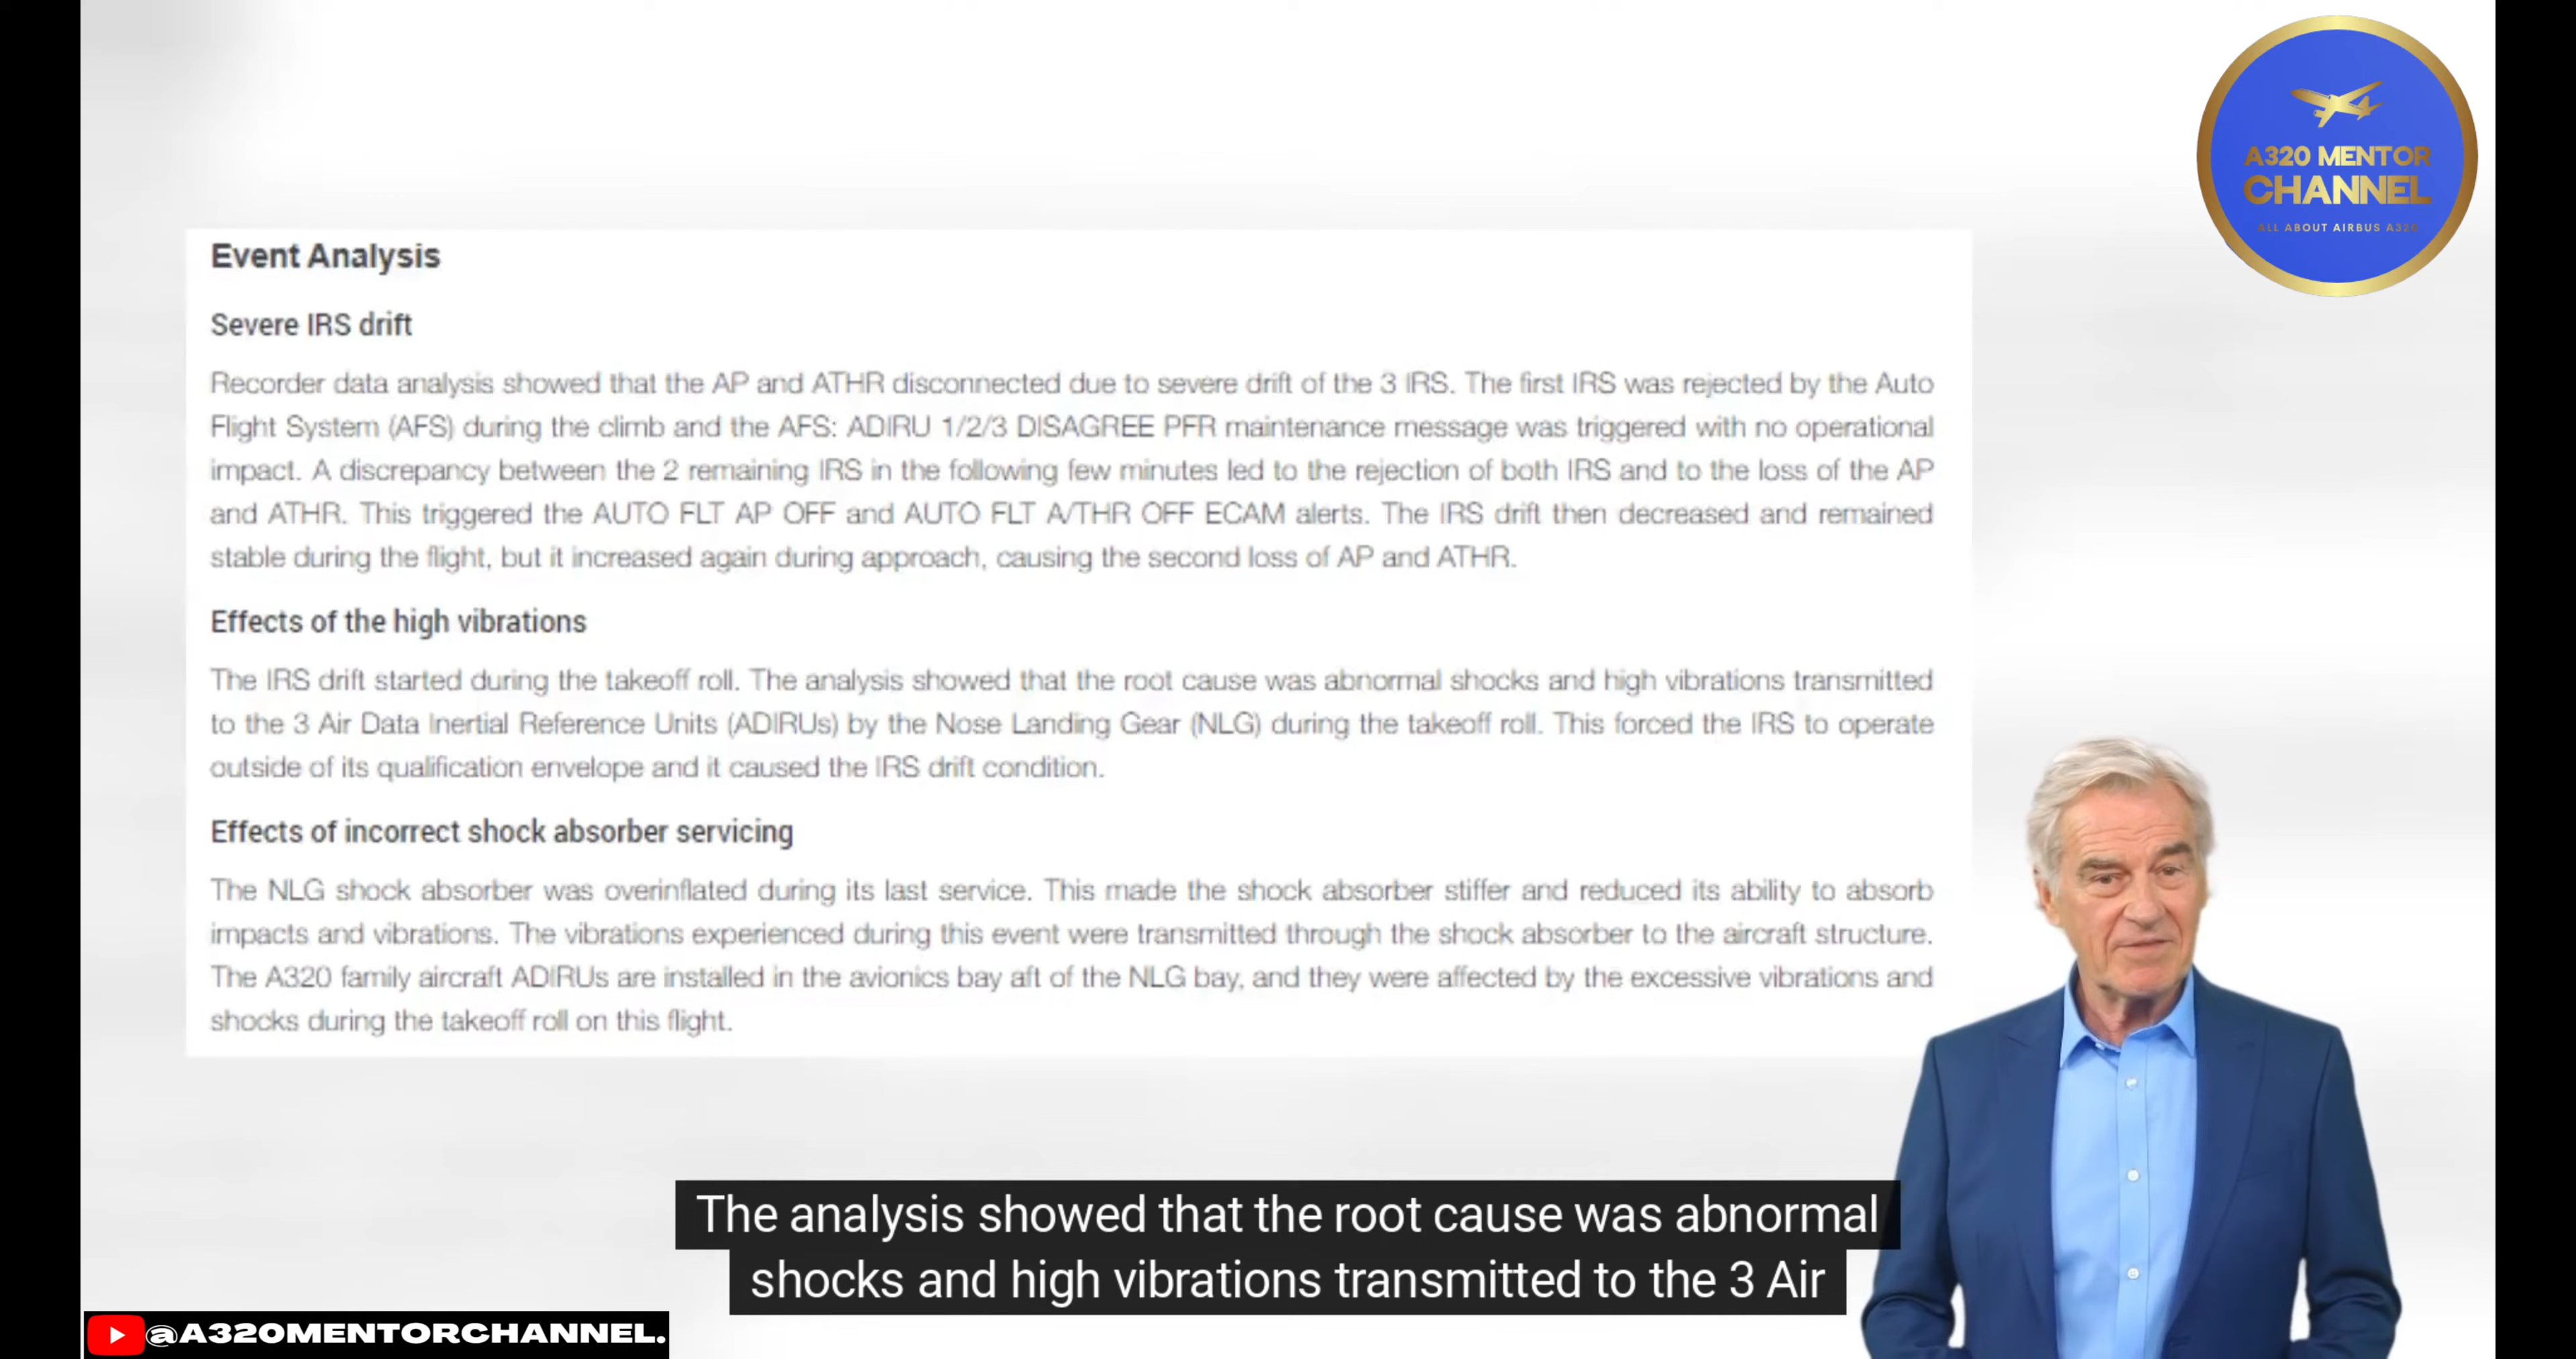 A320 MENTOR
CHANNEL
ALL ABOUT AIRBUS A320
Event Analysis
Severe IRS drift
Recorder data analysis showed that the AP and ATHR disconnected due to severe drift of the 3 IRS. The first IRS was rejected by the Auto
Flight System (AFS) during the climb and the AFS: ADIRU 1/2/3 DISAGREE PFR maintenance message was triggered with no operational
impact. A discrepancy between the 2 remaining IRS in the following few minutes led to the rejection of both IRS and to the loss of the AP
and ATHR. This triggered the AUTO FLT AP OFF and AUTO FLT A/THR OFF ECAM alerts. The IRS drift then decreased and remained
stable during the flight, but it increased again during approach, causing the second loss of AP and ATHR.
Effects of the high vibrations
The IRS drift started during the takeoff roll. The analysis showed that the root cause was abnormal shocks and high vibrations transmitted
to the 3 Air Data Inertial Reference Units (ADIRUs) by the Nose Landing Gear (NLG) during the takeoff roll. This forced the IRS to operate
outside of its qualification envelope and it caused the IRS drift condition.
Effects of incorrect shock absorber servicing
The NLG shock absorber was overinflated during its last service. This made the shock absorber stiffer and reduced its ability to absorb
impacts and vibrations. The vibrations experienced during this event were transmitted through the shock absorber to the aircraft structure.
The A320 family aircraft ADIRUs are installed in the avionics bay aft of the NLG bay, and they were affected by the excessive vibrations and
shocks during the takeoff roll on this flight.
The analysis showed that the root cause was abnormal
shocks and high vibrations transmitted to the 3 Air
@A320MENTORCHANNEL.